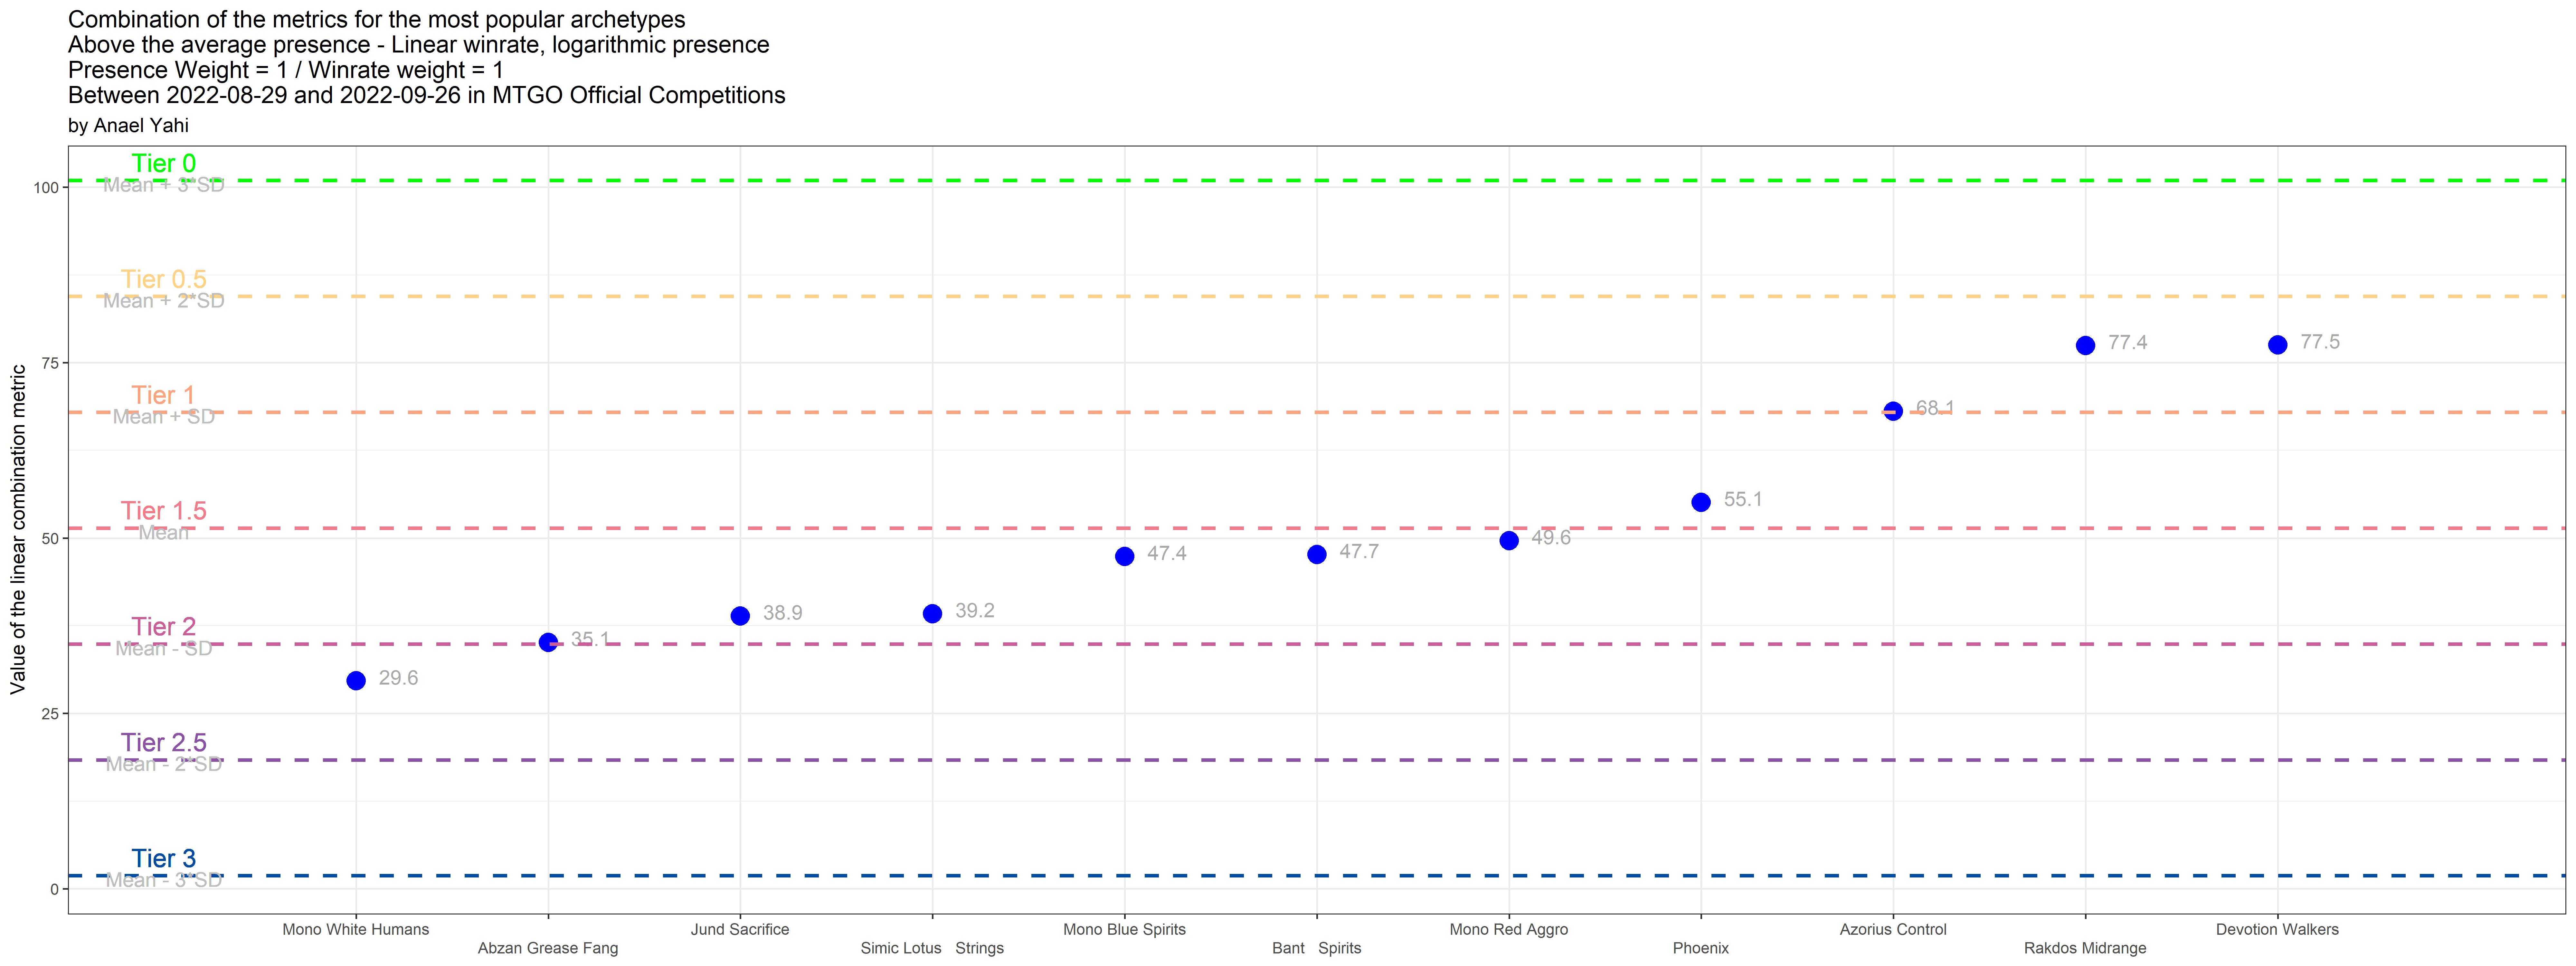 Combination of the metrics for the most popular archetypes
Above the average presence - Linear winrate, logarithmic presence
Presence Weight = 1 / Winrate weight = 1
Between 2022-08-29 and 2022-09-26 in MTGO Official Competitions
by Anael Yahi
Value of the linear combination metric
100
75
50
25
0
Tier 0
Mean + 3*SD
Tier 0.5
Mean + 2*SD
Tier 1
Mean + SD
Tier 1.5
Mean
Tier 2
Mean - SD
Tier 2.5
Mean - 2*SD
Tier 3
Mean - 3*SD
29.6
35.1
38.9
39.2
47.4
47.7
49.6
55.1
68.1
77.4
77.5
Mono White Humans
Abzan Grease Fang
Jund Sacrifice
Simic Lotus Strings
Mono Blue Spirits
Bant Spirits
Mono Red Aggro
Phoenix
Azorius Control
Rakdos Midrange
Devotion Walkers